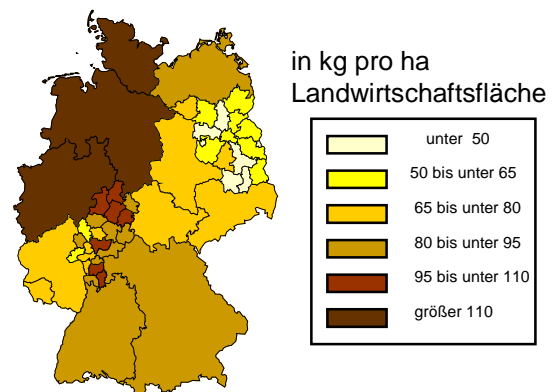 in kg pro ha
Landwirtschaftsfläche
unter 50
50 bis unter 65
65 bis unter 80
80 bis unter 95
95 bis unter 110
größer 110